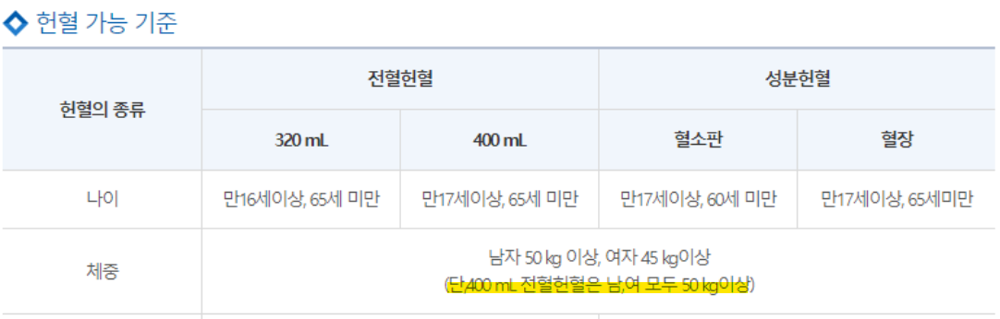 헌혈 가능 기준
헌혈의 종류
전혈헌혈
성분헌혈
320 mL
400 mL
혈소판
혈장
나이
만16세이상, 65세 미만
만17세이상, 65세 미만
만17세이상, 60세 미만
만17세이상, 65세미만
체중
남자 50 kg 이상, 여자 45 kg이상
(단,400 mL 전혈헌혈은 남,여 모두 50 kg이상)